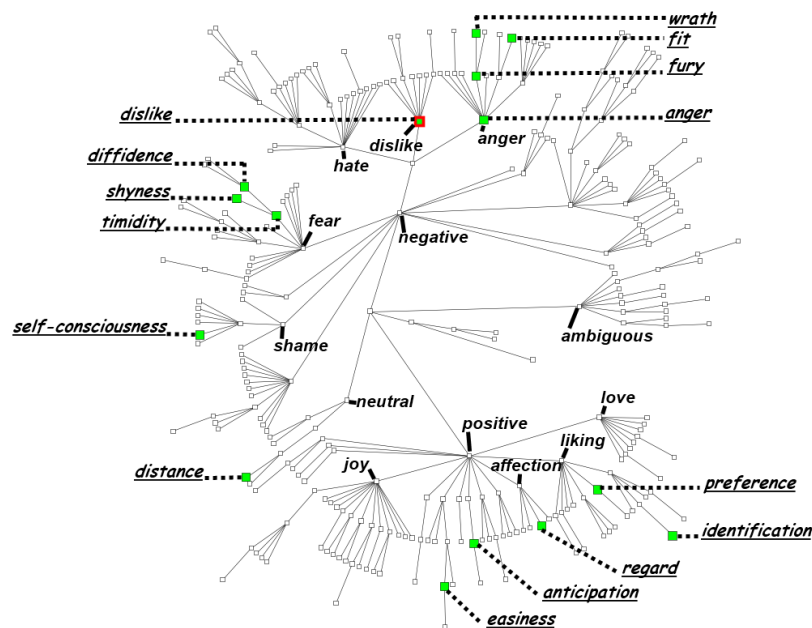 wrath
fit
fury
dislike
anger
dislike
anger
diffidence
hate
shyness
timidity
fear
negative
self-consciousness
shame
ambiguous
neutral
love
positive
liking
distance
joy
affection
preference
identification
regard
anticipation
easiness